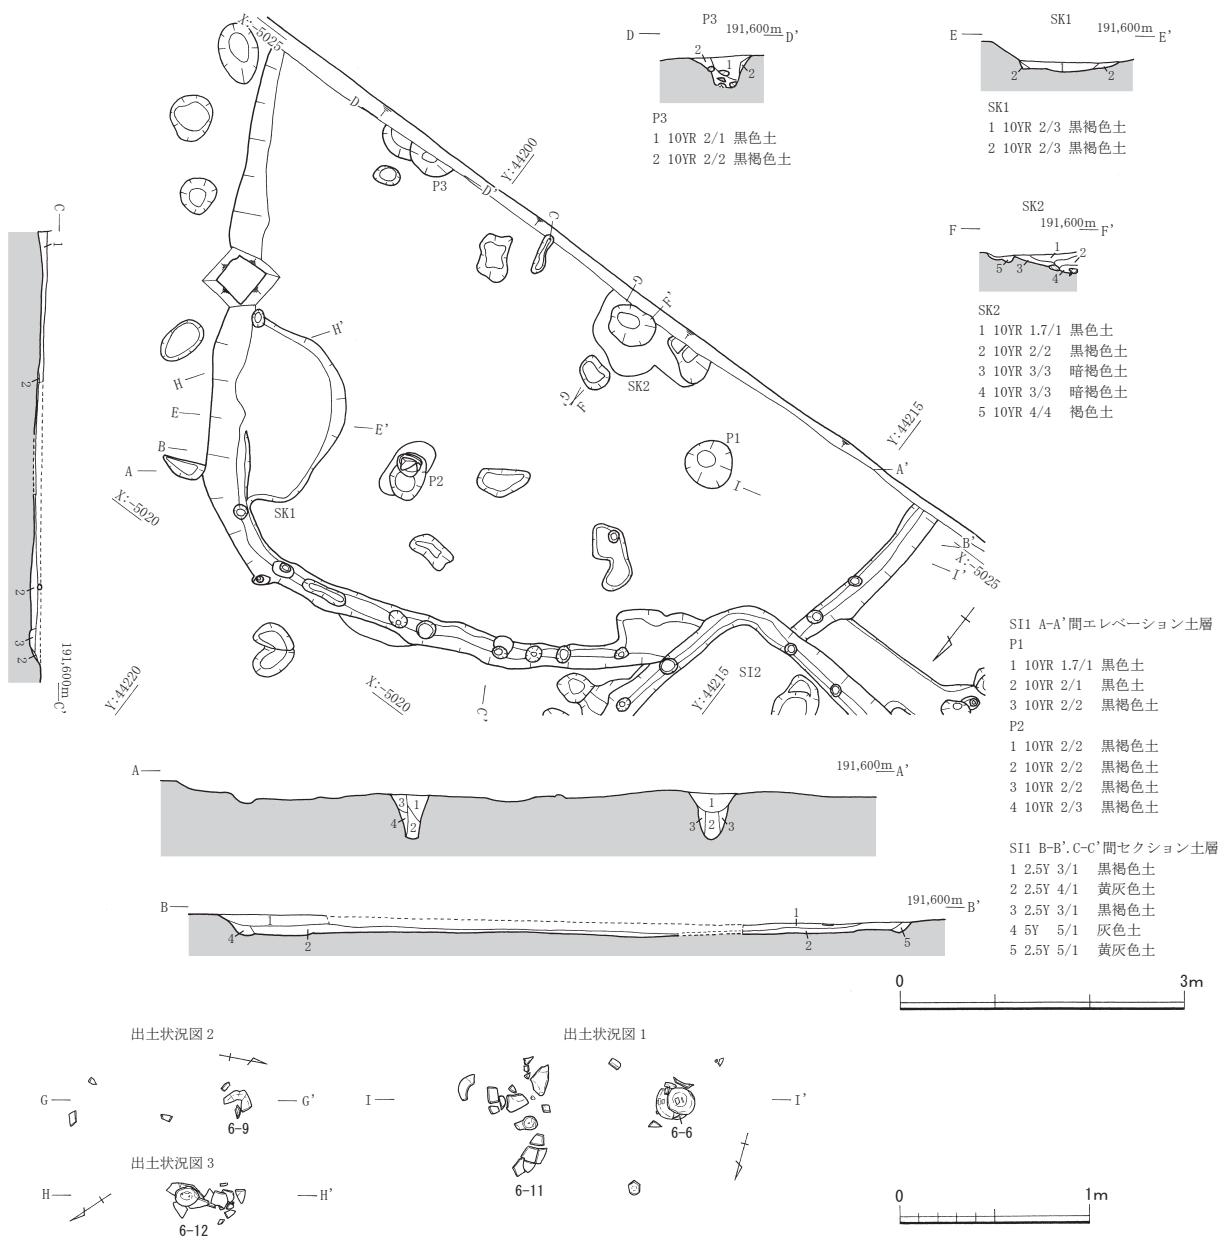 X:-5025
D
P3
D'
Y:44200
C
G
F'
H'
H
SK2
G'
F
E
E'
B
A
P1
Y:44215
A'
P2
I
X:-5020
SK1
B'
X:-5025
I'
Y:44220
X:-5020
C'
Y:44215
SI2
P3
D 191,600m D'
2
1
2
P3
1 10YR 2/1 黒褐色土
2 10YR 2/2 黒褐色土
SK1
E 191,600m E'
2
2
SK1
1 10YR 2/3 黒褐色土
2 10YR 2/3 黒褐色土
SK2
F 191,600m F'
1
2
5 3
4
SK2
1 10YR 1.7/1 黒色土
2 10YR 2/2 黒褐色土
3 10YR 3/3 暗褐色土
4 10YR 3/3 暗褐色土
5 10YR 4/4 褐色土
C
1
2
2
3
2
191,600m C'
SI1 A-A'間エレベーション土層
P1
1 10YR 1.7/1 黒色土
2 10YR 2/1 黒色土
3 10YR 2/2 黒褐色土
P2
1 10YR 2/2 黒褐色土
2 10YR 2/2 黒褐色土
3 10YR 2/2 黒褐色土
4 10YR 2/3 黒褐色土
SI1 B-B'.C-C'間セクション土層
1 2.5Y 3/1 黒褐色土
2 2.5Y 4/1 黄灰色土
3 2.5Y 3/1 黒褐色土
4 5Y 5/1 灰色土
5 2.5Y 5/1 黄灰色土
A 191,600m A'
3 1
4 2
1
3 2 3
B 191,600m B'
4
2
1
2
5
0 3m
出土状況図2
G G'
6-9
出土状況図3
H H'
6-12
出土状況図1
I I'
6-6
6-11
0 1m